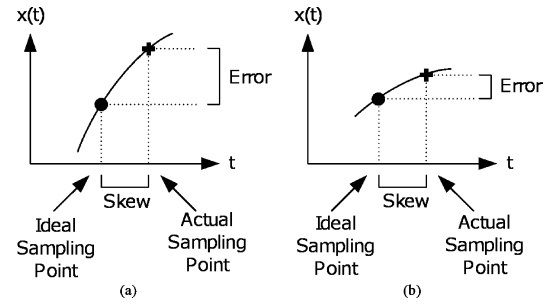 x(t)
Error
t
Skew
Ideal
Sampling
Point
Actual
Sampling
Point
(a)
x(t)
Error
t
Skew
Ideal
Sampling
Point
Actual
Sampling
Point
(b)